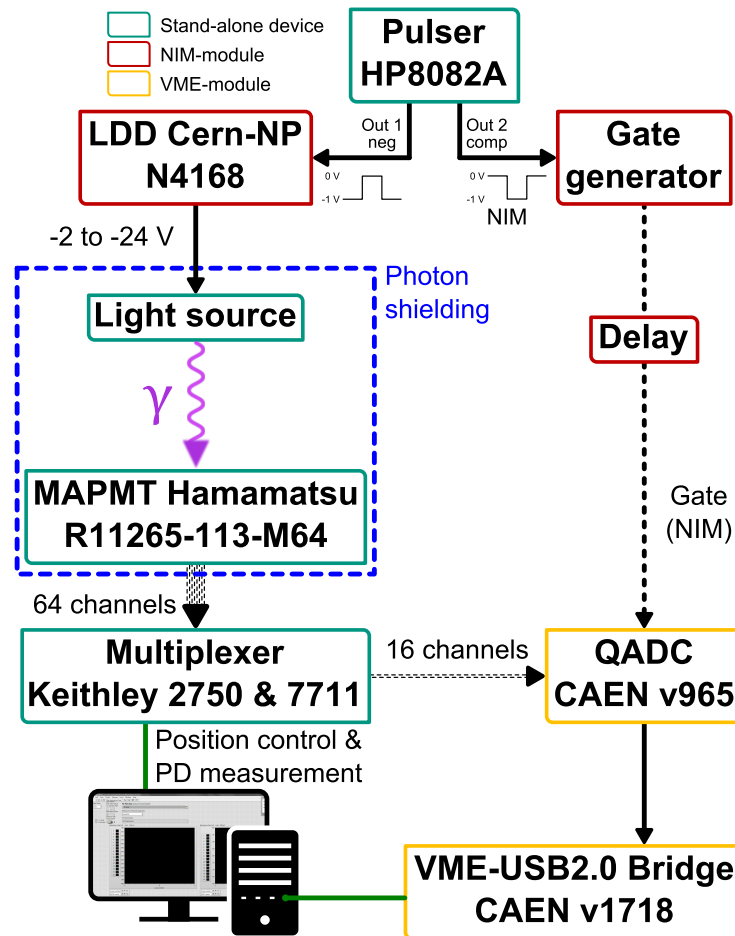 Stand-alone device
NIM-module
VME-module
Pulser
HP8082A
LDD Cern-NP
N4168
Out 1
neg
Out 2
comp
Gate
generator
0 V
-1 V
0 V
-1 V
NIM
-2 to -24 V
Photon
shielding
Light source
Delay
γ
MAPMT Hamamatsu
R11265-113-M64
Gate
(NIM)
64 channels
Multiplexer
Keithley 2750 & 7711
16 channels
QADC
CAEN v965
Position control &
PD measurement
VME-USB2.0 Bridge
CAEN v1718